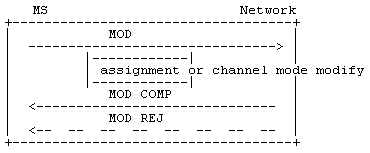 MS Network
MOD
assignment or channel mode modify
MOD COMP
MOD REJ